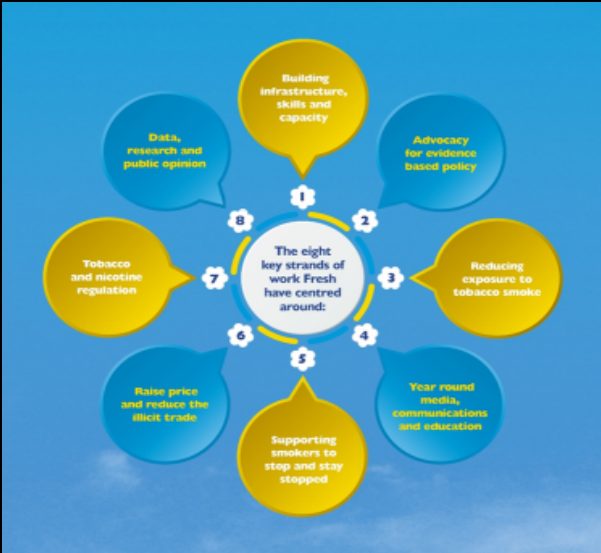 The eight
key strands of
work Fresh
have centred
around:
1
Building
infrastructure,
skills and
capacity
2
Advocacy
for evidence
based policy
3
Reducing
exposure to
tobacco smoke
4
Year round
media,
communications
and education
5
Supporting
smokers to
stop and stay
stopped
6
Raise price
and reduce the
illicit trade
7
Tobacco
and nicotine
regulation
8
Data,
research and
public opinion